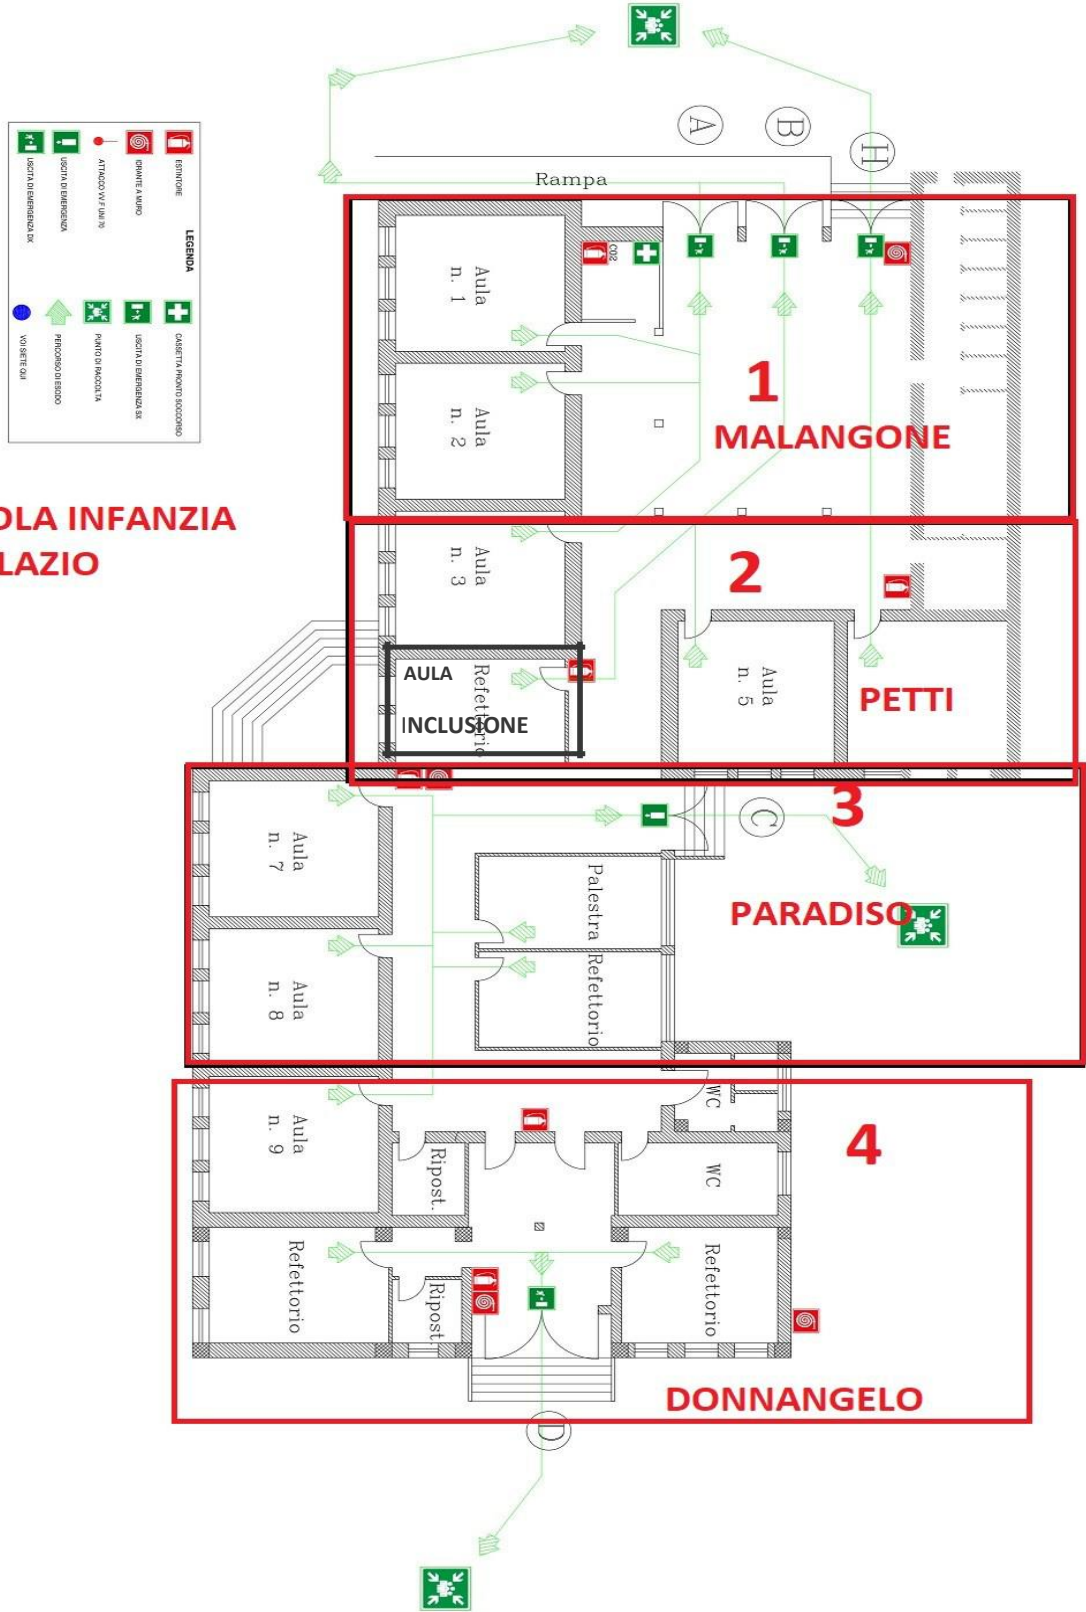 A
B
H
Rampa
Aula
n. 1
CO2
Aula
n. 2
1
MALANGONE
LEGENDA
ESTINTORE
IDRANTE A MURO
ATTACCO VV.F UNI 70
USCITA DI EMERGENZA
USCITA DI EMERGENZA DX
CASSETTA PRONTO SOCCORSO
USCITA DI EMERGENZA SX
PUNTO DI RACCOLTA
PERCORSO DI ESODO
VOI SIETE QUI
OLA INFANZIA
LAZIO
Aula
n. 3
2
AULA
INCLUSIONE
Refettorio
Aula
n. 5
PETTI
Aula
n. 7
C
3
Palestra
PARADISO
Aula
n. 8
Refettorio
Aula
n. 9
WC
4
Ripost.
WC
Refettorio
Ripost.
Refettorio
DONNANGELO
D